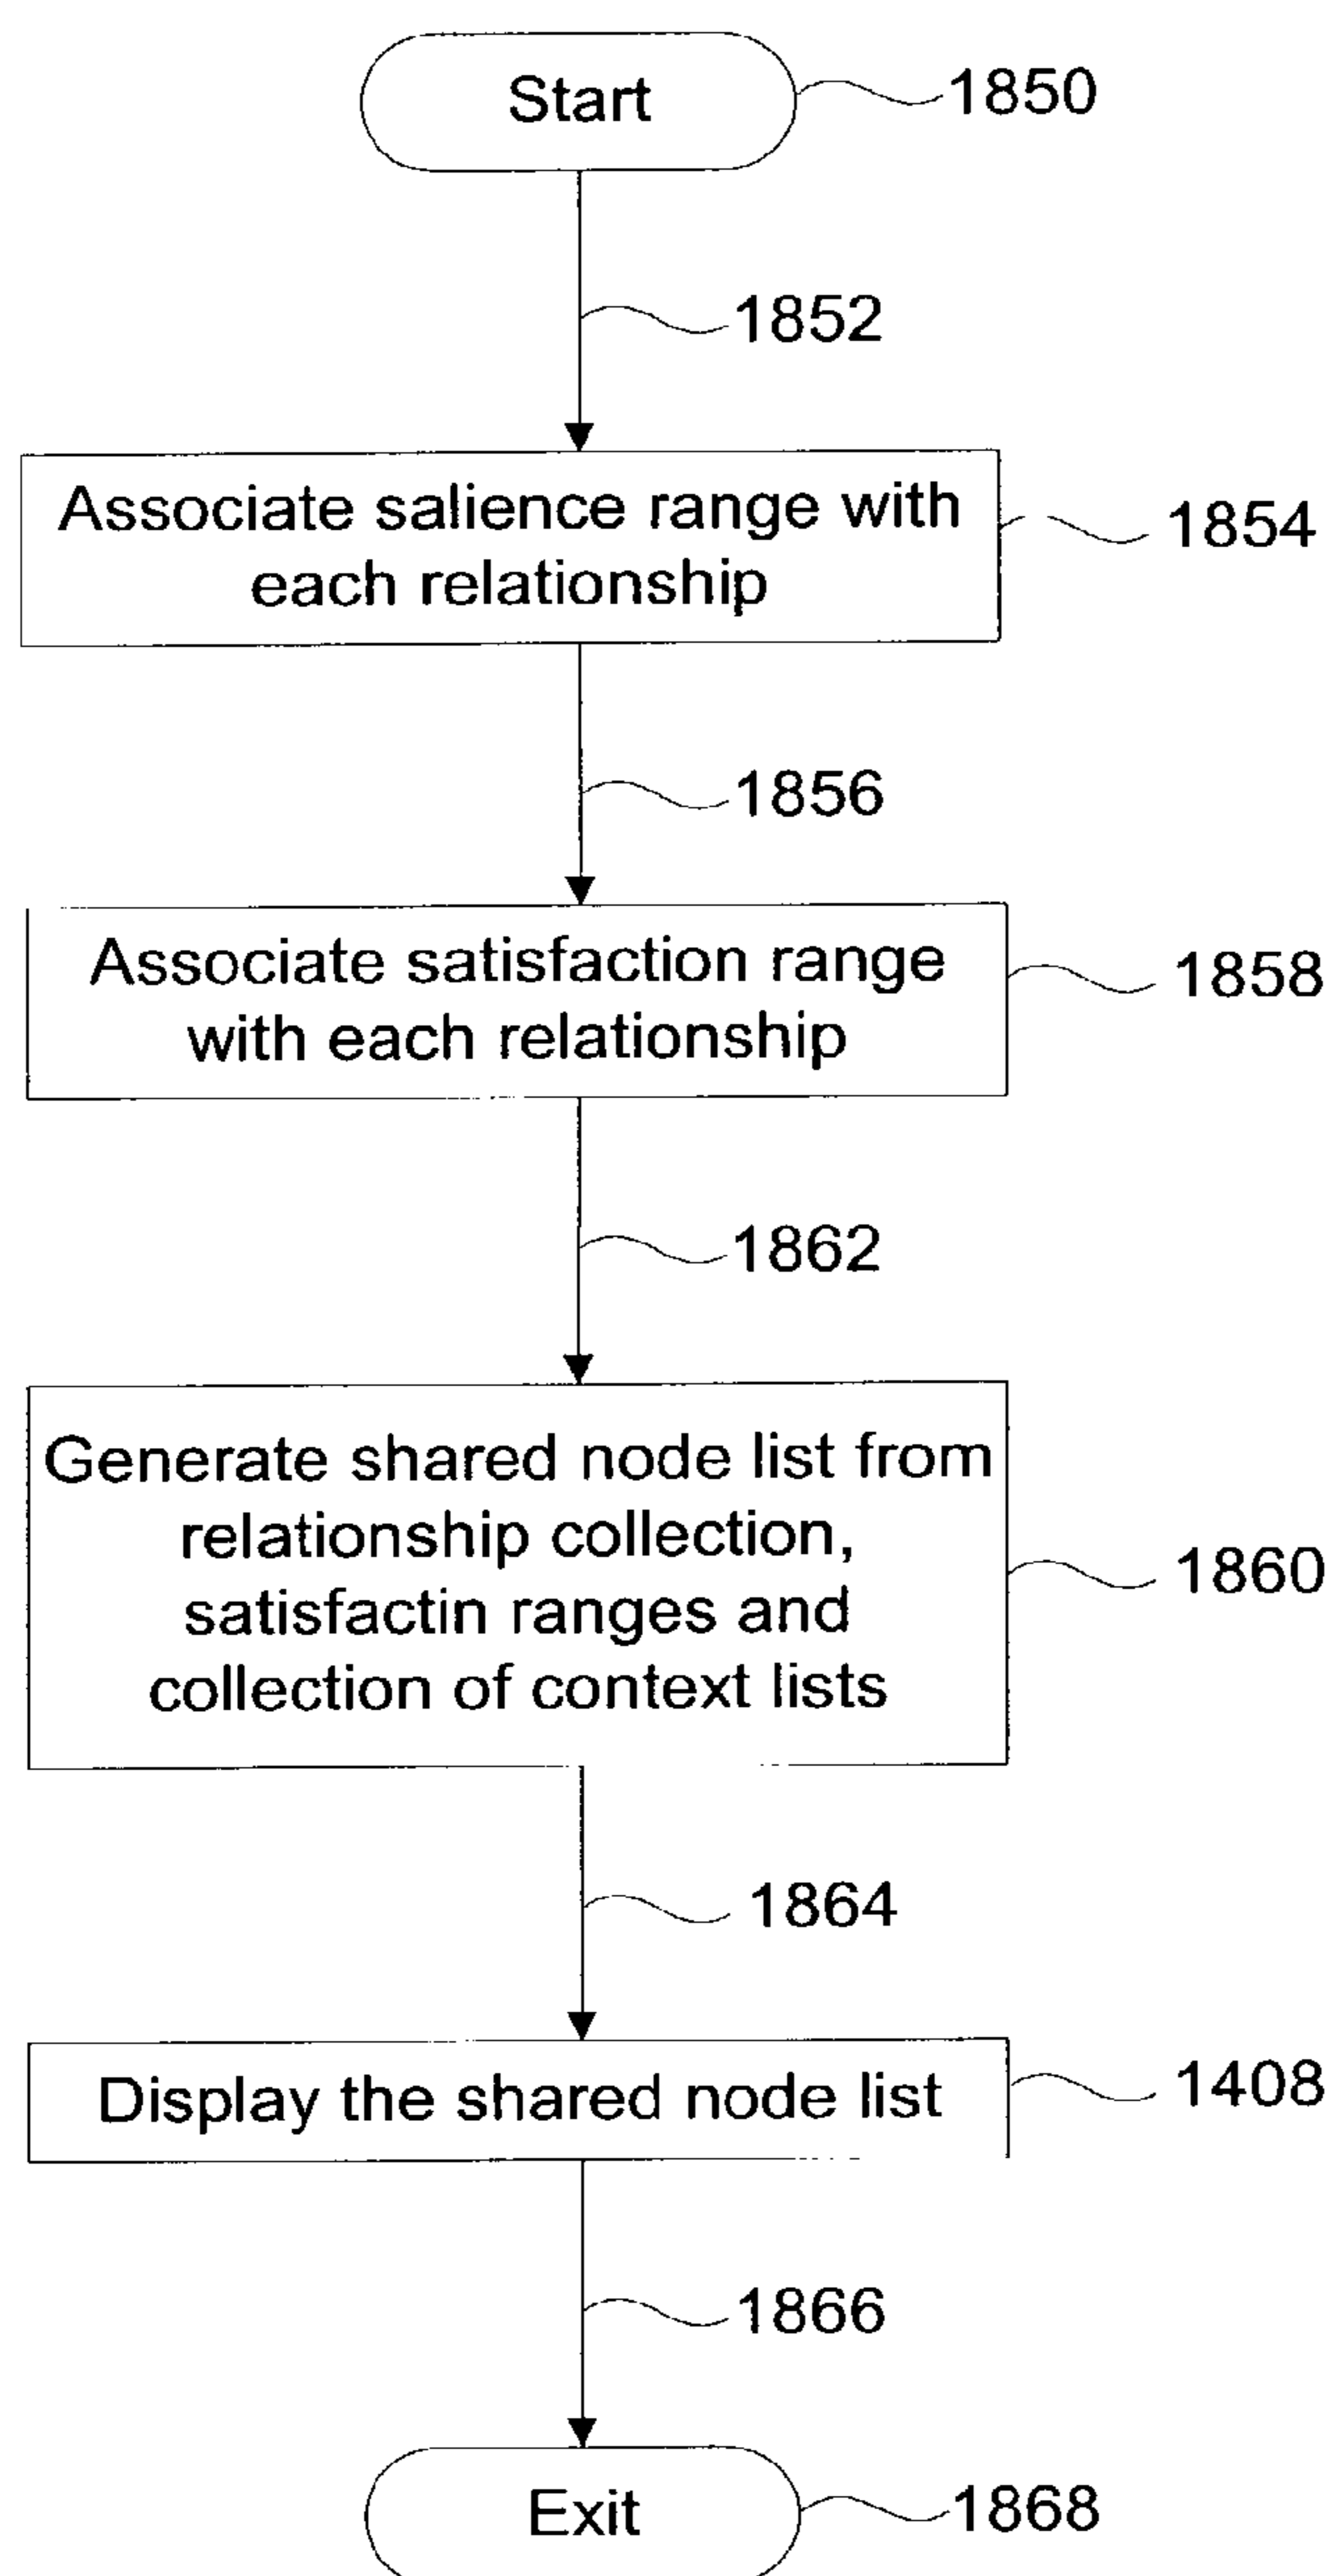 Start
1850
1852
Associate salience range with
each relationship
1854
1856
Associate satisfaction range
with each relationship
1858
1862
Generate shared node list from
relationship collection,
satisfactin ranges and
collection of context lists
1860
1864
Display the shared node list
1408
1866
Exit
1868